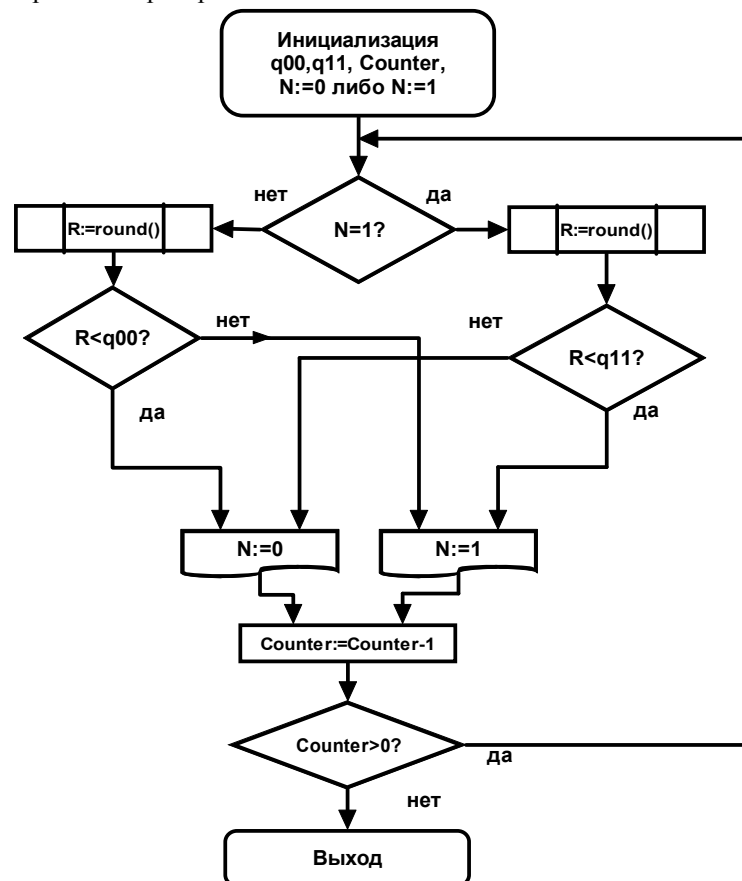 Инициализация
q00,q11, Counter,
N:=0 либо N:=1
нет
да
R:=round()
N=1?
R:=round()
R<q00?
нет
нет
R<q11?
да
да
N:=0
N:=1
Counter:=Counter-1
Counter>0?
да
нет
Выход